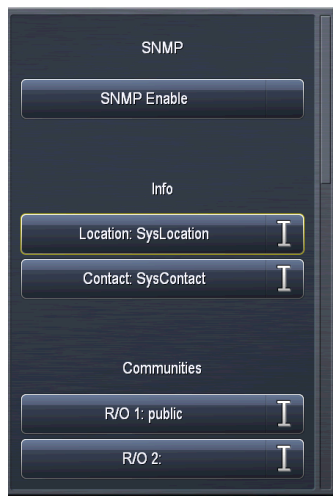 SNMP
SNMP Enable
Info
Location: SysLocation
Contact: SysContact
Communities
R/O 1: public
R/O 2: